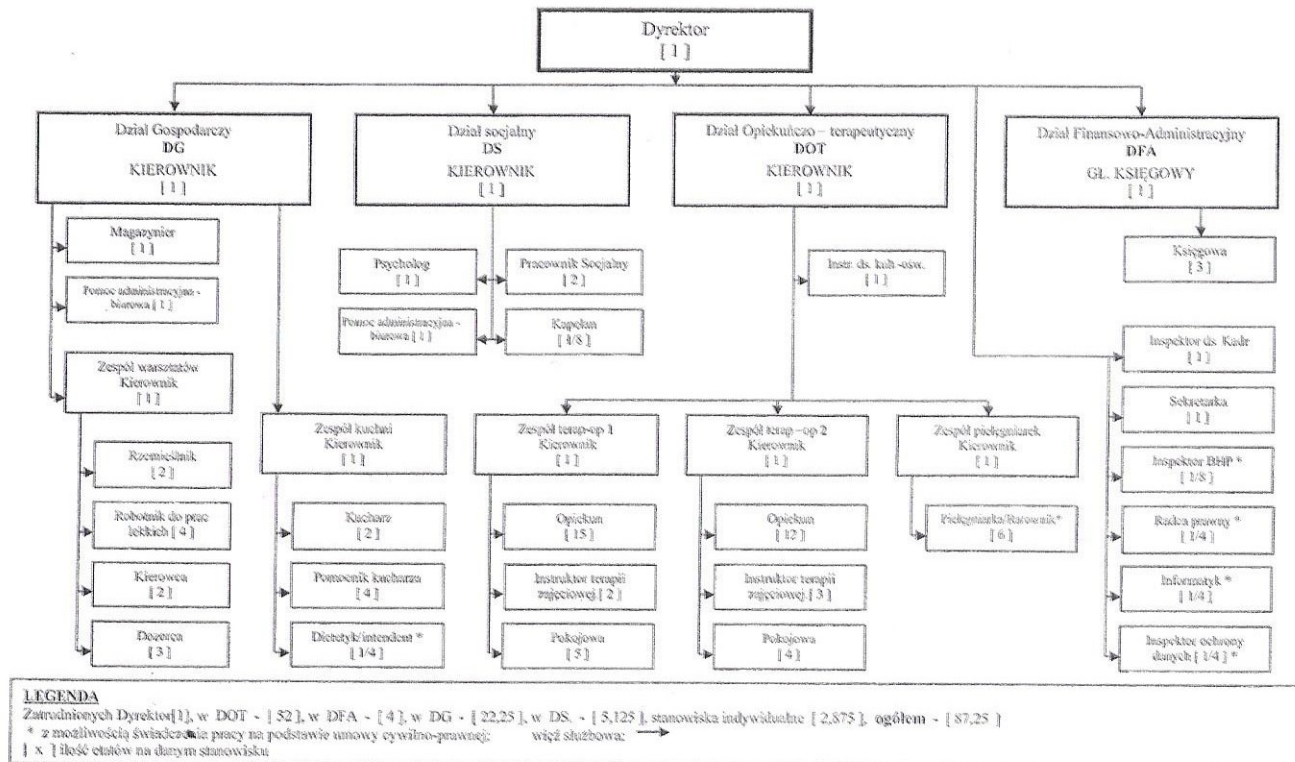 Dyrektor
[ 1 ]
Dział Gospodarczy
DG
KIEROWNIK
[ 1 ]
Dział socjalny
DS
KIEROWNIK
[ 1 ]
Dział Opiekuńczo – terapeutyczny
DOT
KIEROWNIK
[ 1 ]
Dział Finansowo-Administracyjny
DFA
GŁ. KSIĘGOWY
[ 1 ]
Magazynier
[ 1 ]
Pomoc administracyjna -
biurowa [ 1 ]
Zespół warsztatów
Kierownik
[ 1 ]
Rzemieślnik
[ 2 ]
Robotnik do prac
lekkich [ 4 ]
Kierowca
[ 2 ]
Dozorca
[ 3 ]
Zespół kuchni
Kierownik
[ 1 ]
Kucharz
[ 2 ]
Pomocnik kucharza
[ 4 ]
Dietetyk/intendent *
[ 1/4 ]
Psycholog
[ 1 ]
Pracownik Socjalny
[ 2 ]
Pomoc administracyjna -
biurowa [ 1 ]
Kapelan
[ 1/8 ]
Instr. ds. kult -ośw.
[ 1 ]
Zespół terap-op 1
Kierownik
[ 1 ]
Opiekun
[ 15 ]
Instruktor terapii
zajęciowej [ 2 ]
Pokojowa
[ 5 ]
Zespół terap –op 2
Kierownik
[ 1 ]
Opiekun
[ 12 ]
Instruktor terapii
zajęciowej [ 3 ]
Pokojowa
[ 4 ]
Zespół pielęgniarek
Kierownik
[ 1 ]
Pielęgniarka/Ratownik*
[ 6 ]
Księgowa
[ 3 ]
Inspektor ds. Kadr
[ 1 ]
Sekretarka
[ 1 ]
Inspektor BHP *
[ 1/8 ]
Radca prawny *
[ 1/4 ]
Informatyk *
[ 1/4 ]
Inspektor ochrony
danych [ 1/4 ] *
LEGENDA
Zatrudnionych Dyrektor[1], w DOT - [ 52], w DFA - [ 4], w DG - [ 22,25 ], w DS. - [ 5,125 ], stanowiska indywidualne [ 2,875 ], ogółem - [ 87,25 ]
* z możliwością świadczenia pracy na podstawie umowy cywilno-prawnej; więź służbowa:
[ x ] ilość etatów na danym stanowisku